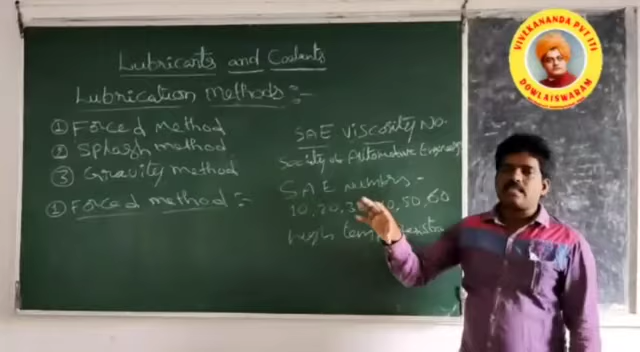 Lubricants and Coolants
Lubrication Methods :-
① Forced Method
② Splash method
③ Gravity method
① Forced method :-
SAE Viscosity No.
Society of Automotive Engineers
SAE numbers -
10, 20, 30, 40, 50, 60
high
VIVEKANANDA PVT ITI
DOWLAISWARAM